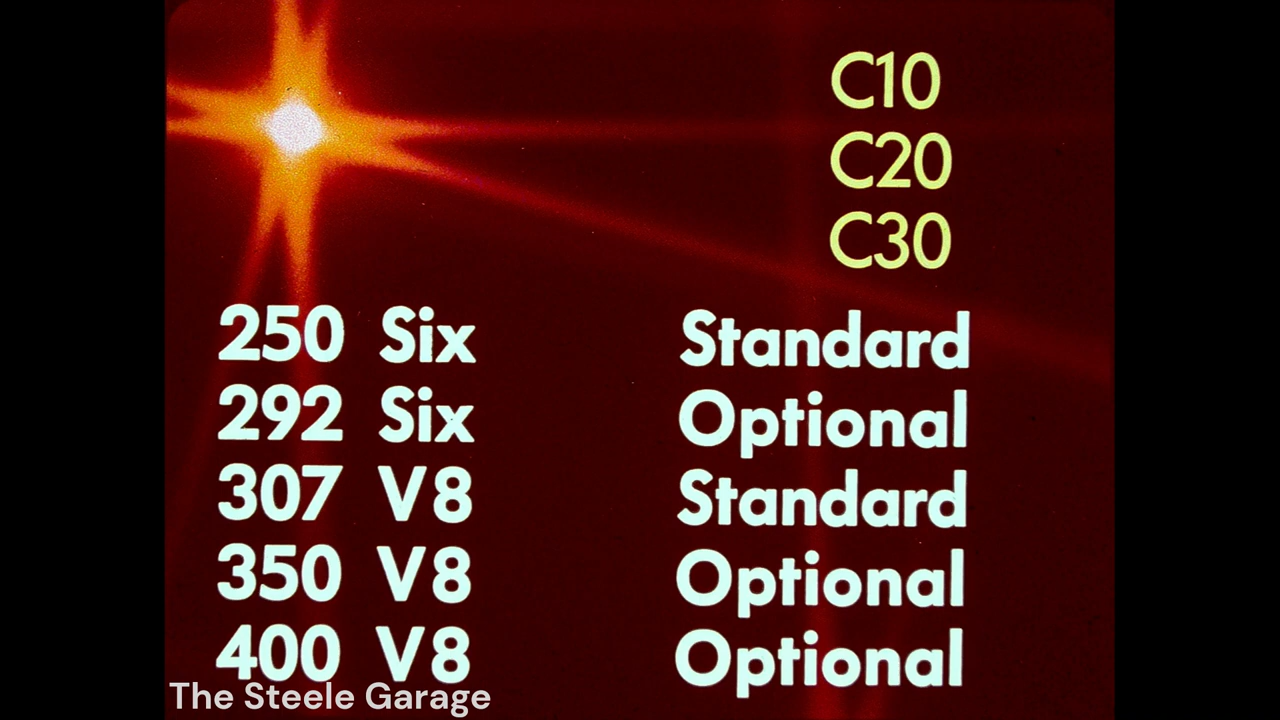 C10
C20
C30
250 Six Standard
292 Six Optional
307 V8 Standard
350 V8 Optional
400 V8 Optional
The Steele Garage